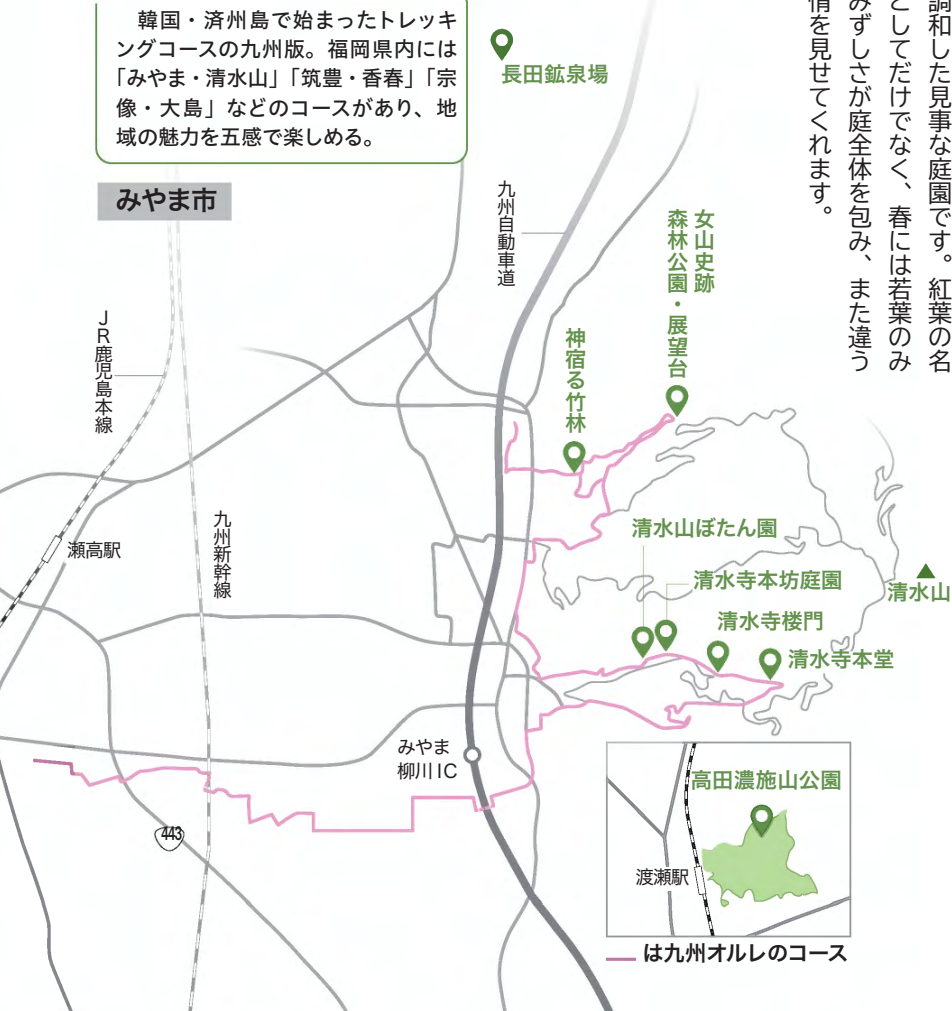 調和した見事な庭園です。紅葉の名
としてだけでなく、春には若葉のみ
みずしさが庭全体を包み、また違う
情を見せてくれます。
韓国・済州島で始まったトレッキ
ングコースの九州版。福岡県内には
「みやま・清水山」「筑豊・香春」「宗
像・大島」などのコースがあり、地
域の魅力を五感で楽しめる。
長田鉱泉場
みやま市
九州自動車道
女山史跡
森林公園・展望台
神宿る竹林
JR鹿児島本線
九州新幹線
瀬高駅
清水山ぼたん園
清水寺本坊庭園
清水山
清水寺楼門
清水寺本堂
みやま
柳川IC
443
高田濃施山公園
渡瀬駅
は九州オルレのコース